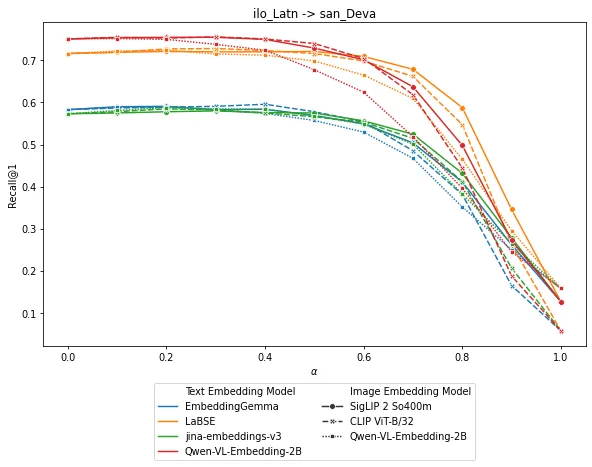 ilo_Latn -> san_Deva
Recall@1
0.7
0.6
0.5
0.4
0.3
0.2
0.1
0.0 0.2 0.4 0.6 0.8 1.0
α
Text Embedding Model Image Embedding Model
EmbeddingGemma SigLIP 2 So400m
LaBSE CLIP ViT-B/32
jina-embeddings-v3 Qwen-VL-Embedding-2B
Qwen-VL-Embedding-2B